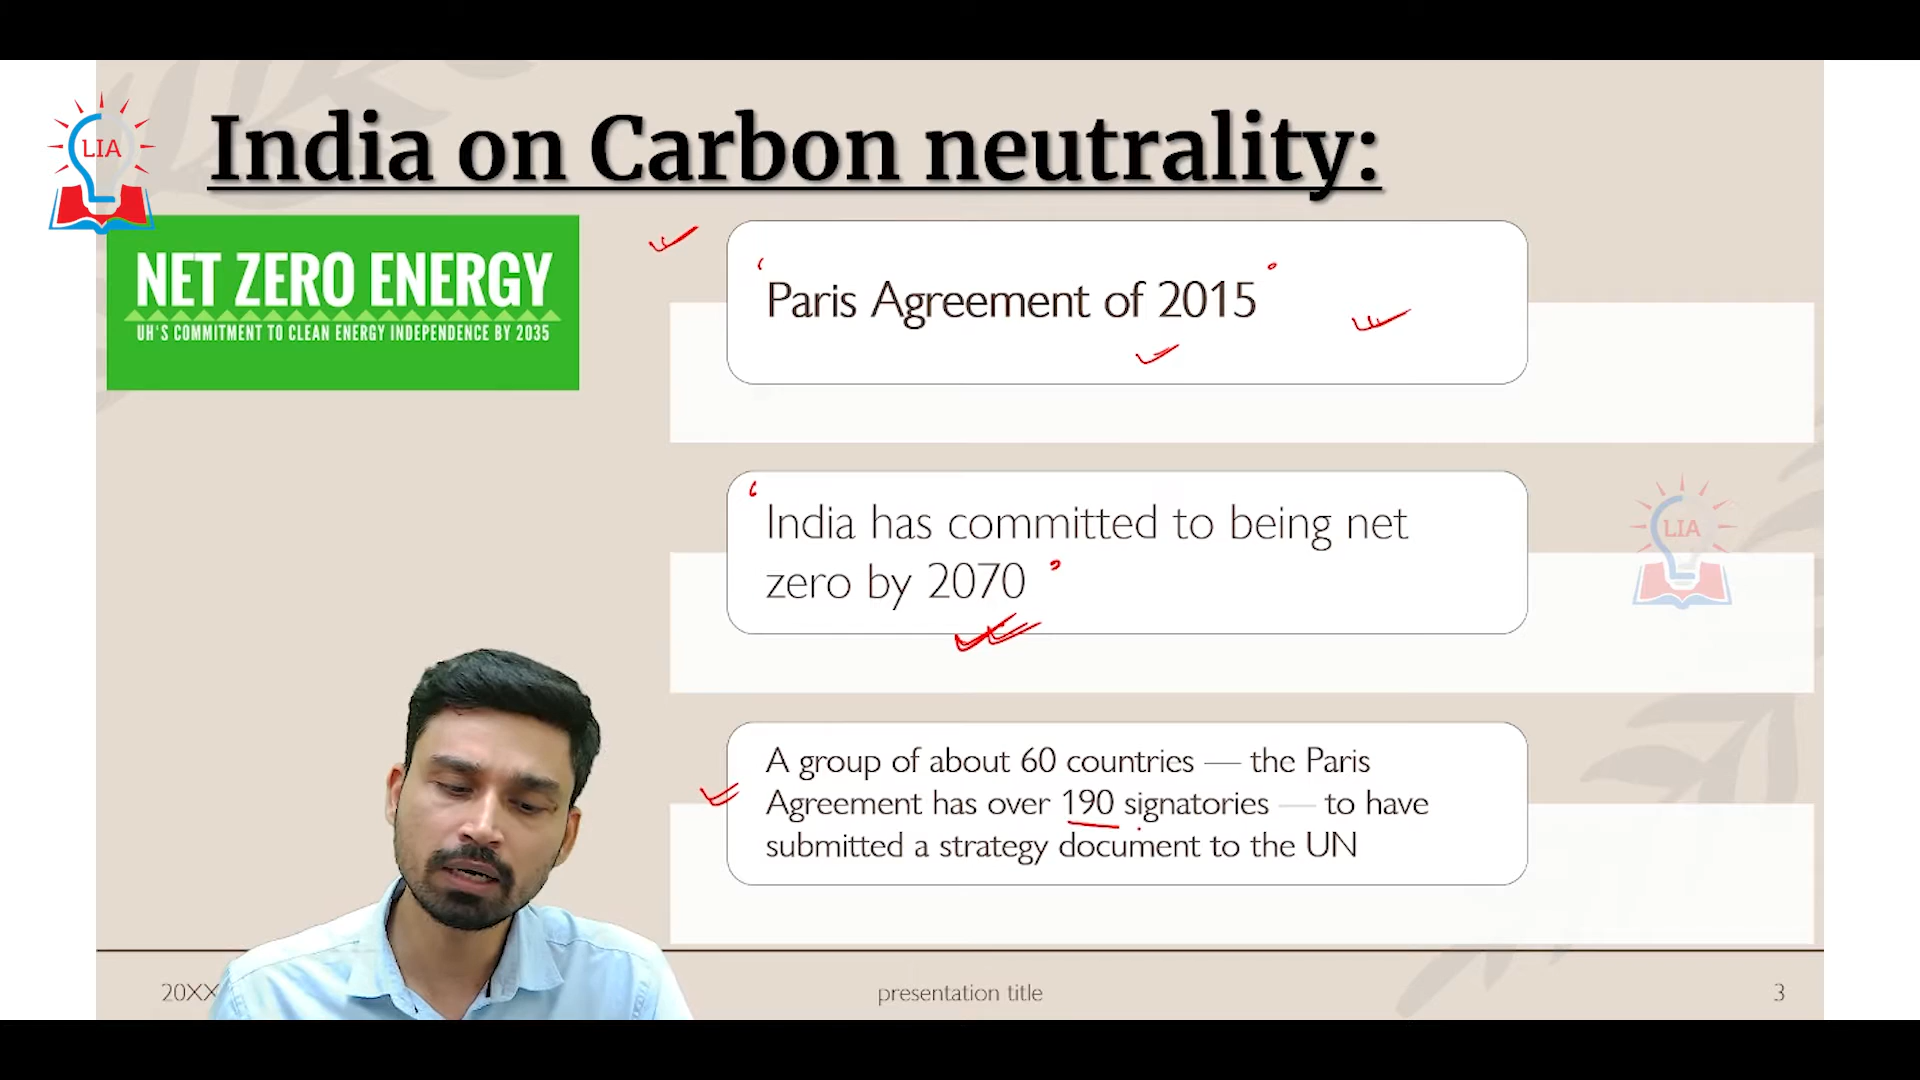 LIA
India on Carbon neutrality:
NET ZERO ENERGY
UH'S COMMITMENT TO CLEAN ENERGY INDEPENDENCE BY 2035
Paris Agreement of 2015
India has committed to being net
zero by 2070
LIA
A group of about 60 countries — the Paris
Agreement has over 190 signatories — to have
submitted a strategy document to the UN
20XX
presentation title
3